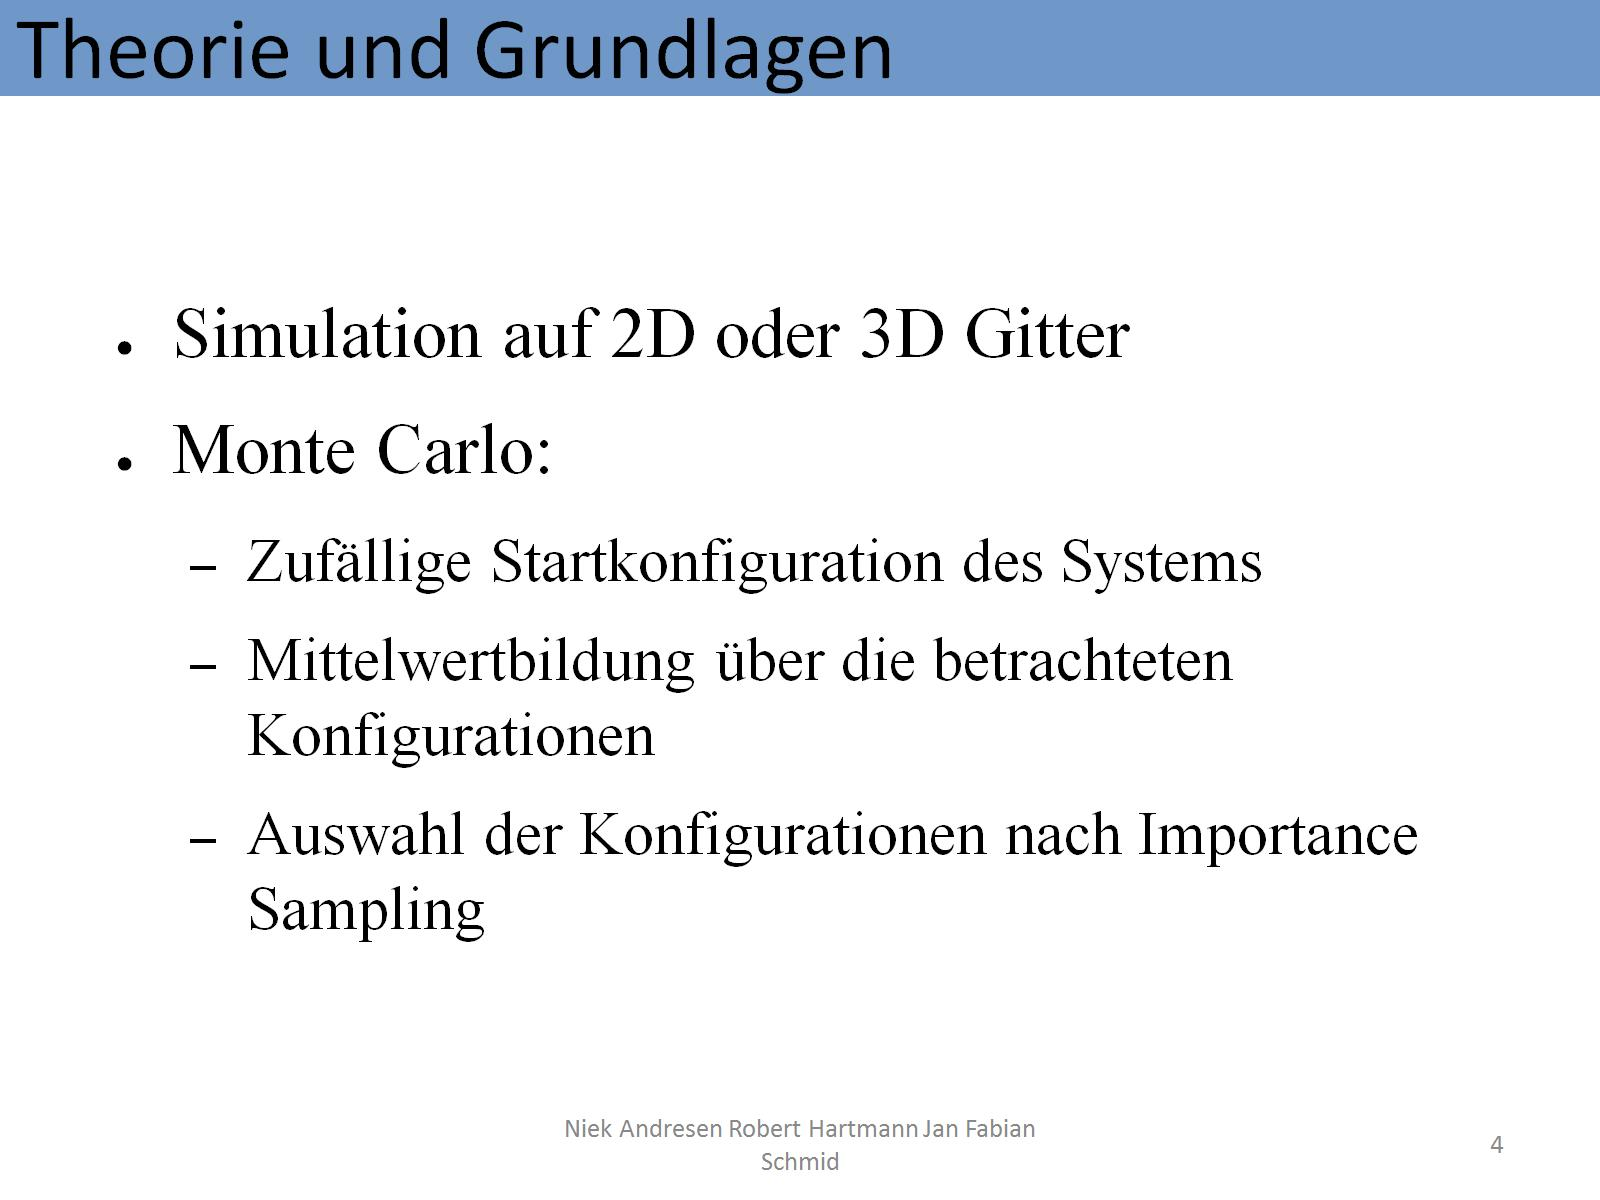 Theorie und Grundlagen
• Simulation auf 2D oder 3D Gitter
• Monte Carlo:
– Zufällige Startkonfiguration des Systems
– Mittelwertbildung über die betrachteten
Konfigurationen
– Auswahl der Konfigurationen nach Importance
Sampling
Niek Andresen Robert Hartmann Jan Fabian
Schmid
4